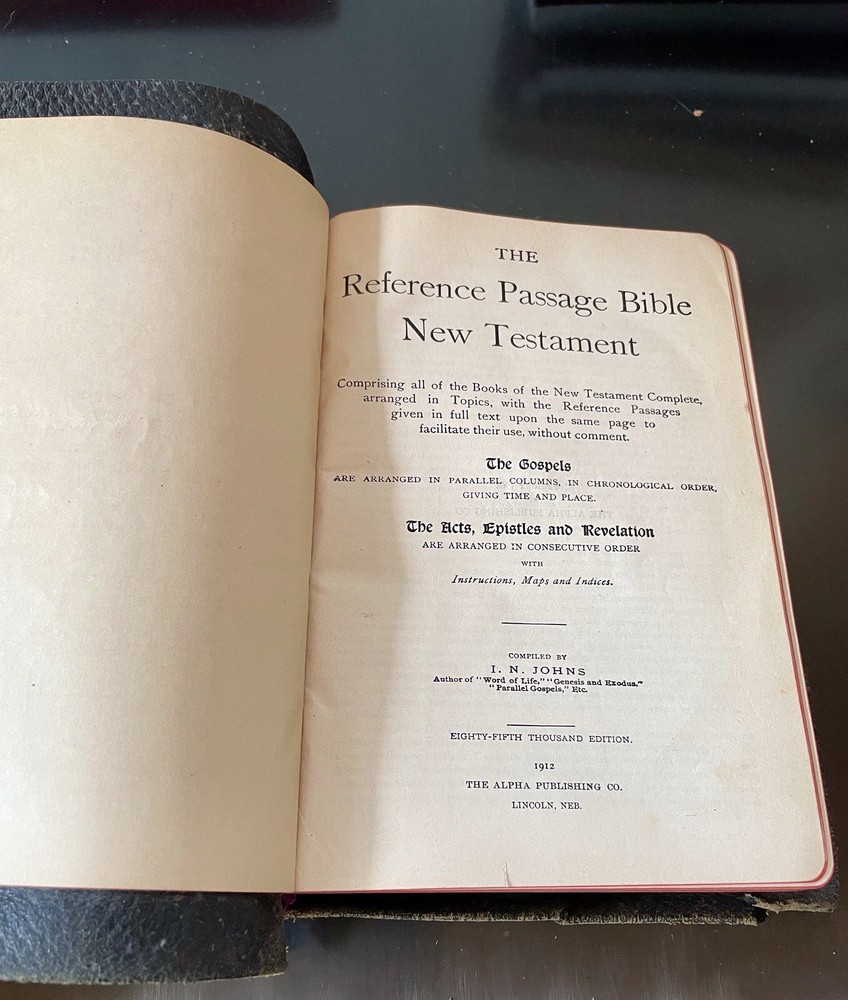 THE
Reference Passage Bible
New Testament
Comprising all of the Books of the New Testament Complete,
arranged in Topics, with the Reference Passages
given in full text upon the same page to
facilitate their use, without comment.
The Gospels
ARE ARRANGED IN PARALLEL COLUMNS, IN CHRONOLOGICAL ORDER,
GIVING TIME AND PLACE.
The Acts, Epistles and Revelation
ARE ARRANGED IN CONSECUTIVE ORDER
WITH
Instructions, Maps and Indices.
COMPILED BY
I. N. JOHNS
Author of "Word of Life," "Genesis and Exodus."
"Parallel Gospels," Etc.
EIGHTY-FIFTH THOUSAND EDITION.
1912
THE ALPHA PUBLISHING CO.
LINCOLN, NEB.